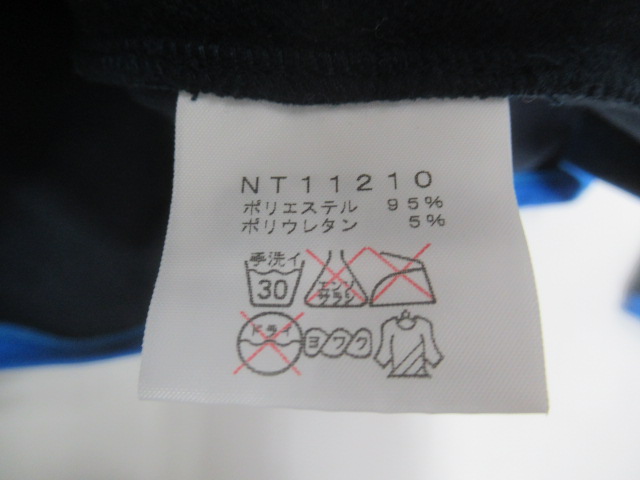 NT11210
ポリエステル 95%
ポリウレタン 5%
手洗イ
30
エンソ
サラシ
ドライ
ヨワク